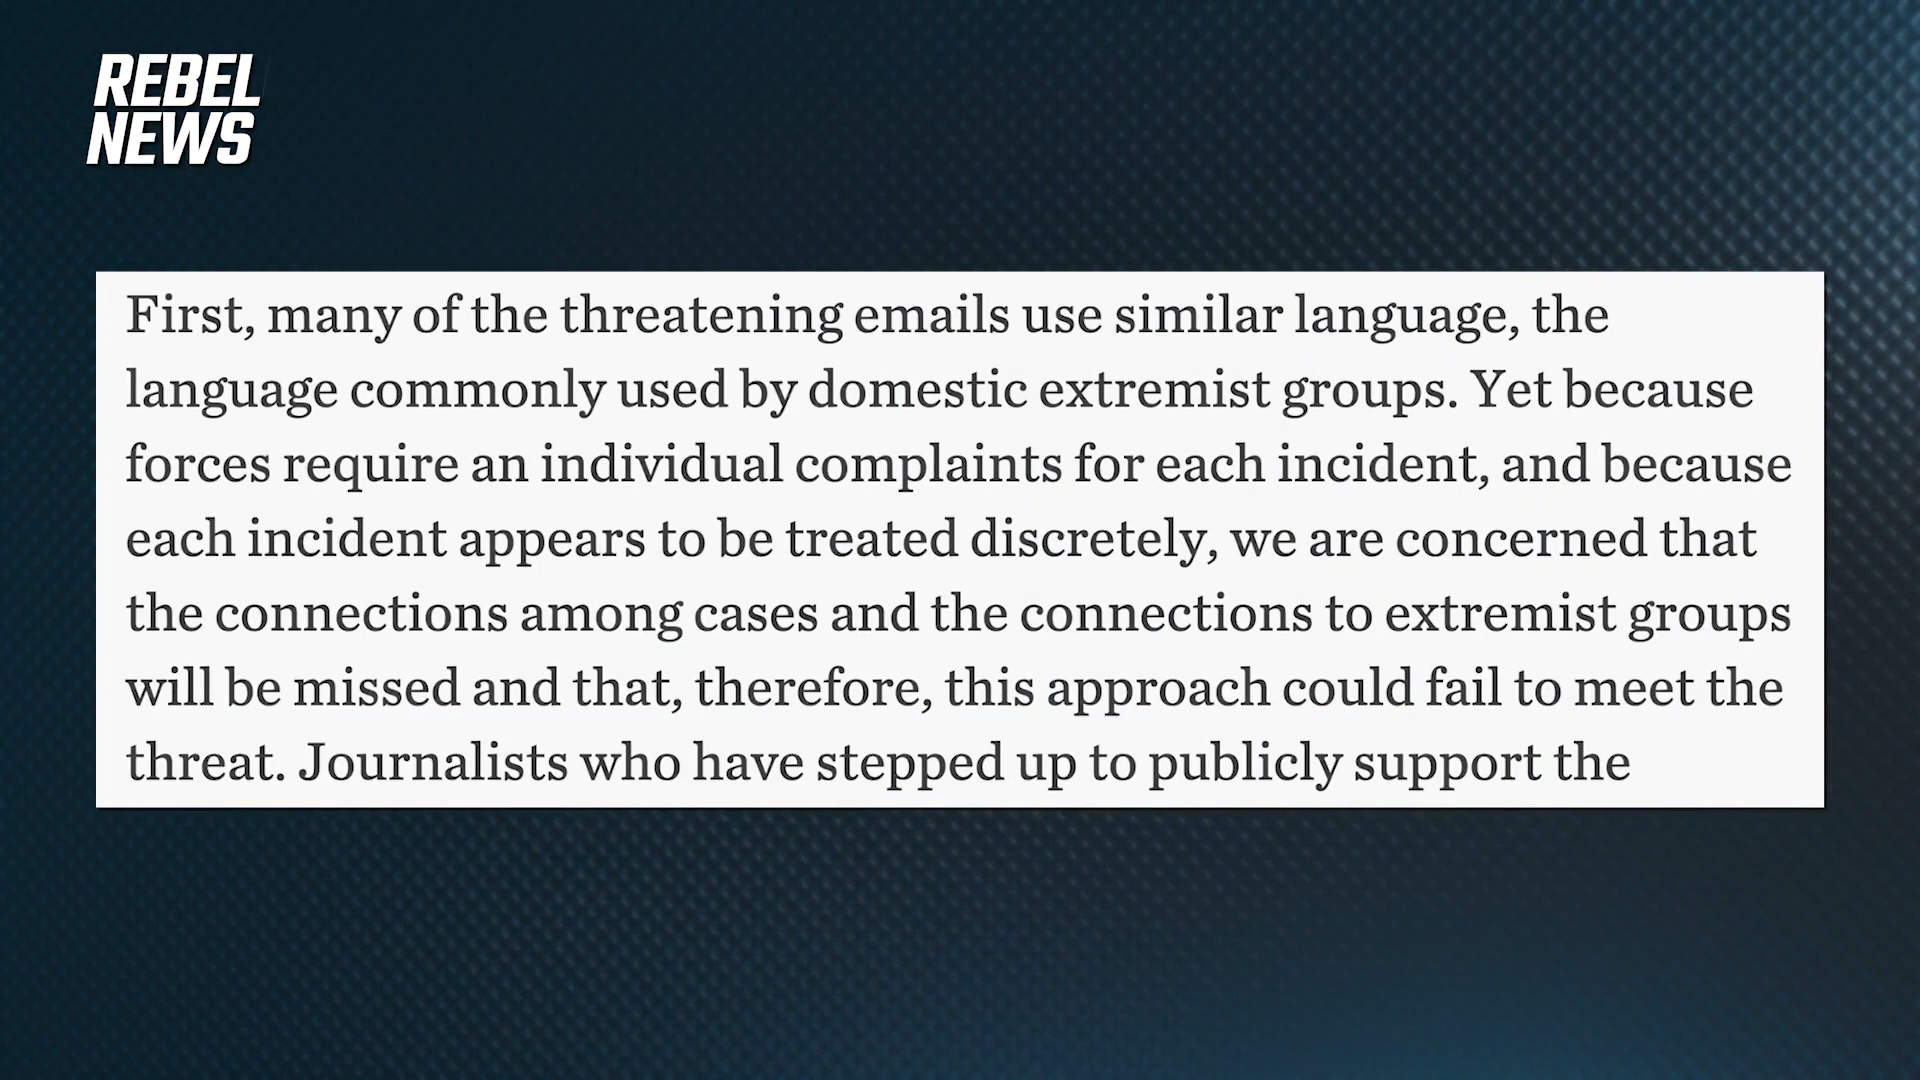 REBEL
NEWS
First, many of the threatening emails use similar language, the
language commonly used by domestic extremist groups. Yet because
forces require an individual complaints for each incident, and because
each incident appears to be treated discretely, we are concerned that
the connections among cases and the connections to extremist groups
will be missed and that, therefore, this approach could fail to meet the
threat. Journalists who have stepped up to publicly support the